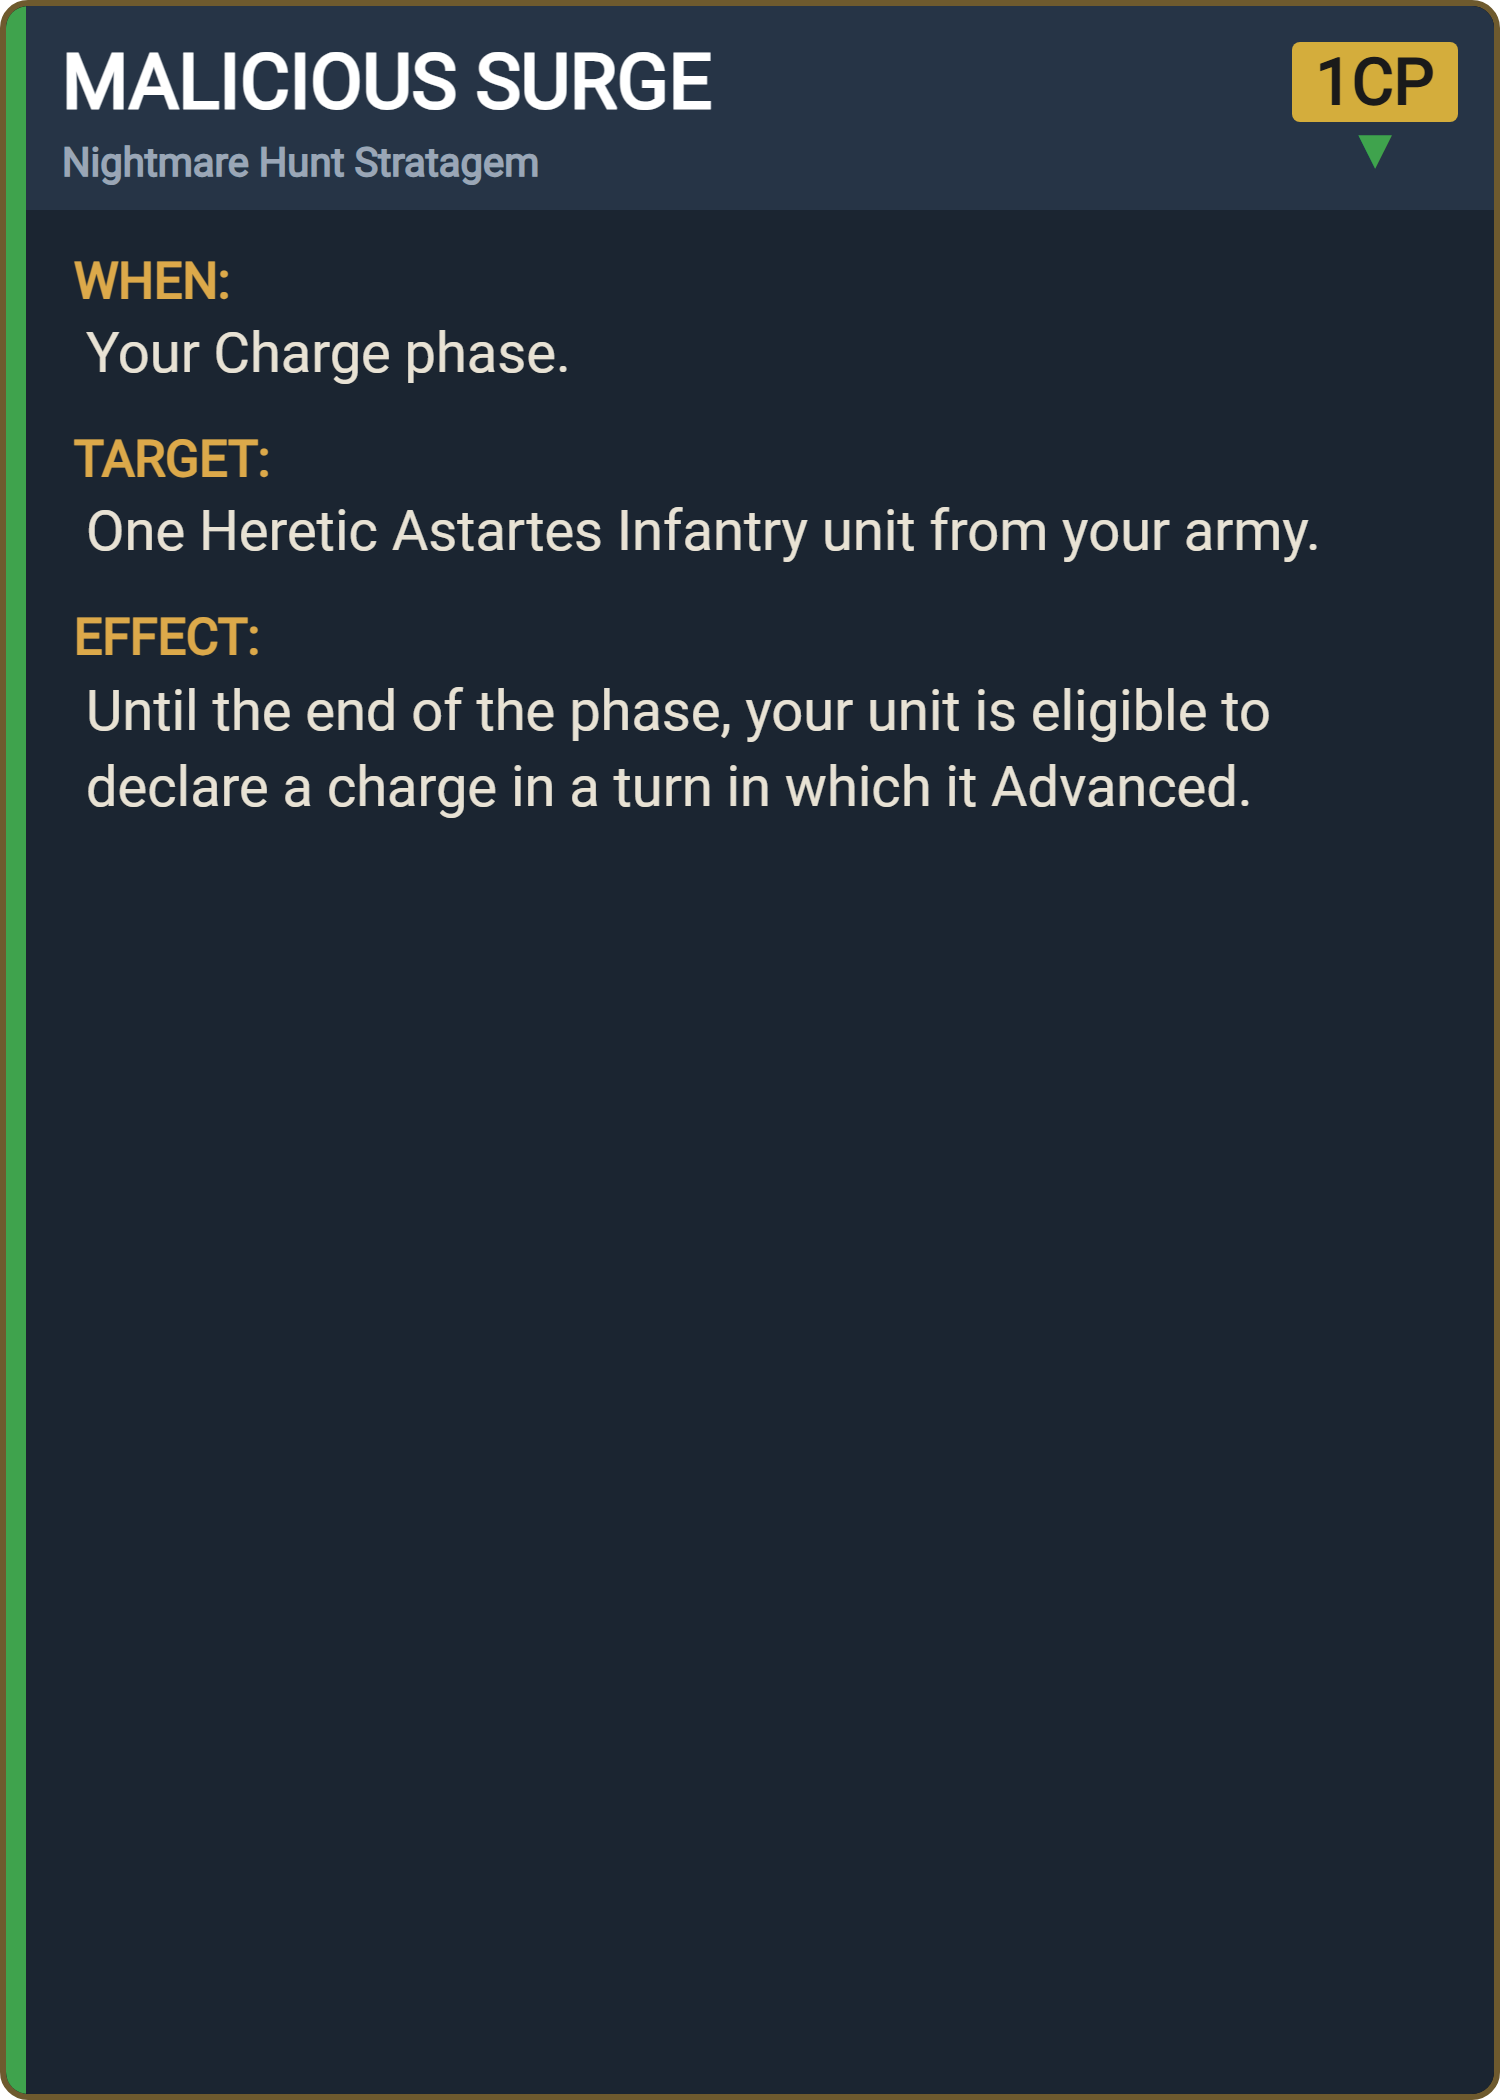 MALICIOUS SURGE
1CP
Nightmare Hunt Stratagem
WHEN:
Your Charge phase.
TARGET:
One Heretic Astartes Infantry unit from your army.
EFFECT:
Until the end of the phase, your unit is eligible to
declare a charge in a turn in which it Advanced.